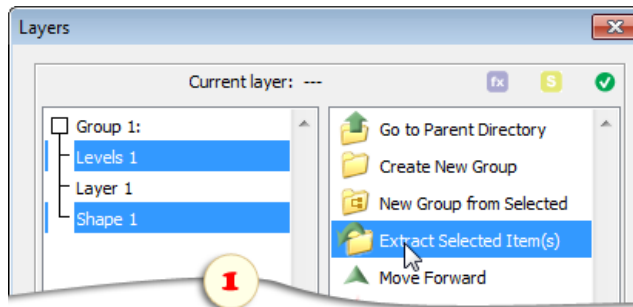 Layers
Current layer: ---
fx
S
Group 1:
Levels 1
Layer 1
Shape 1
Go to Parent Directory
Create New Group
New Group from Selected
Extract Selected Item(s)
Move Forward
1